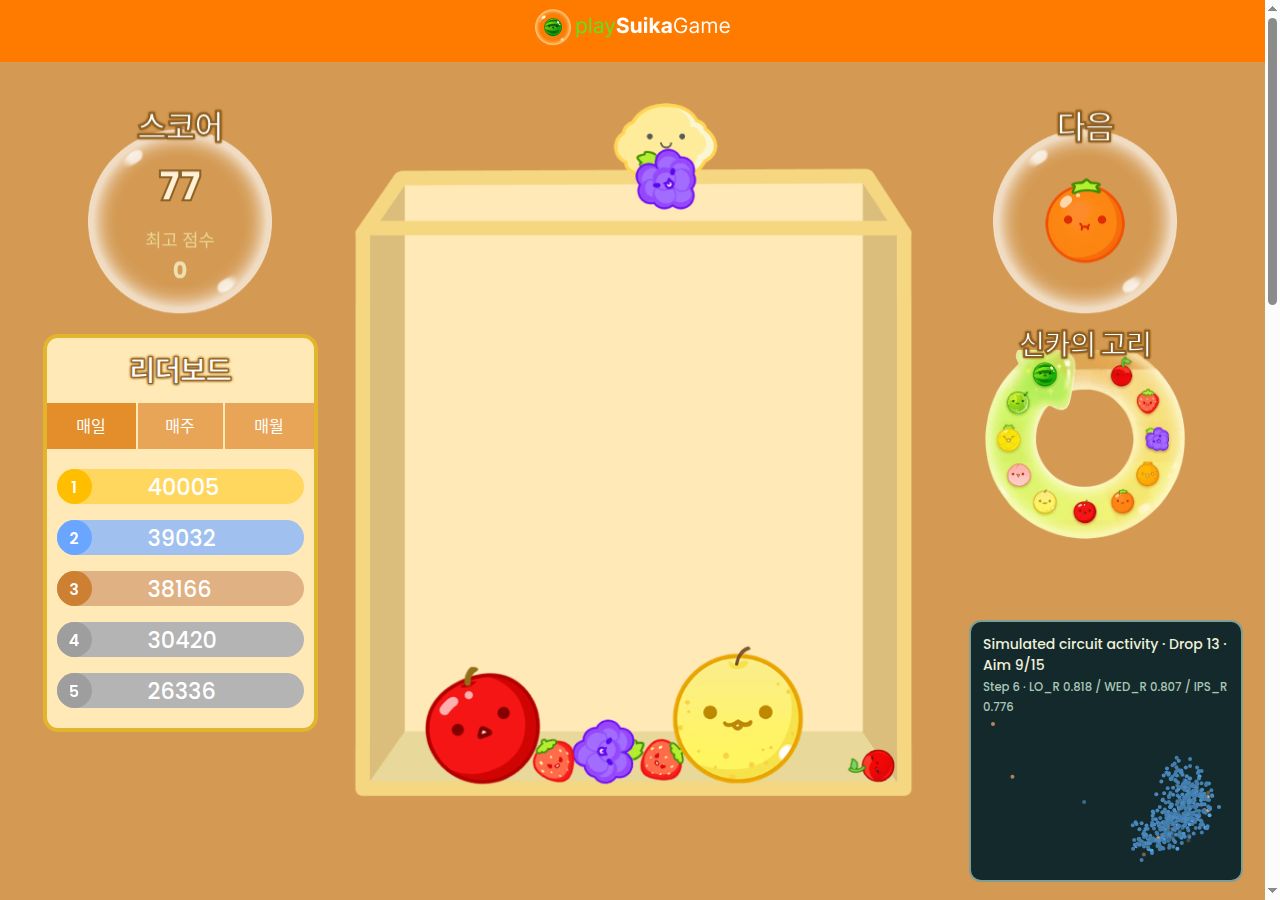 playSuikaGame
스코어
77
최고 점수
0
다음
신카의 고리
리더보드
매일 매주 매월
1 40005
2 39032
3 38166
4 30420
5 26336
Simulated circuit activity · Drop 13 ·
Aim 9/15
Step 6 · LO_R 0.818 / WED_R 0.807 / IPS_R
0.776